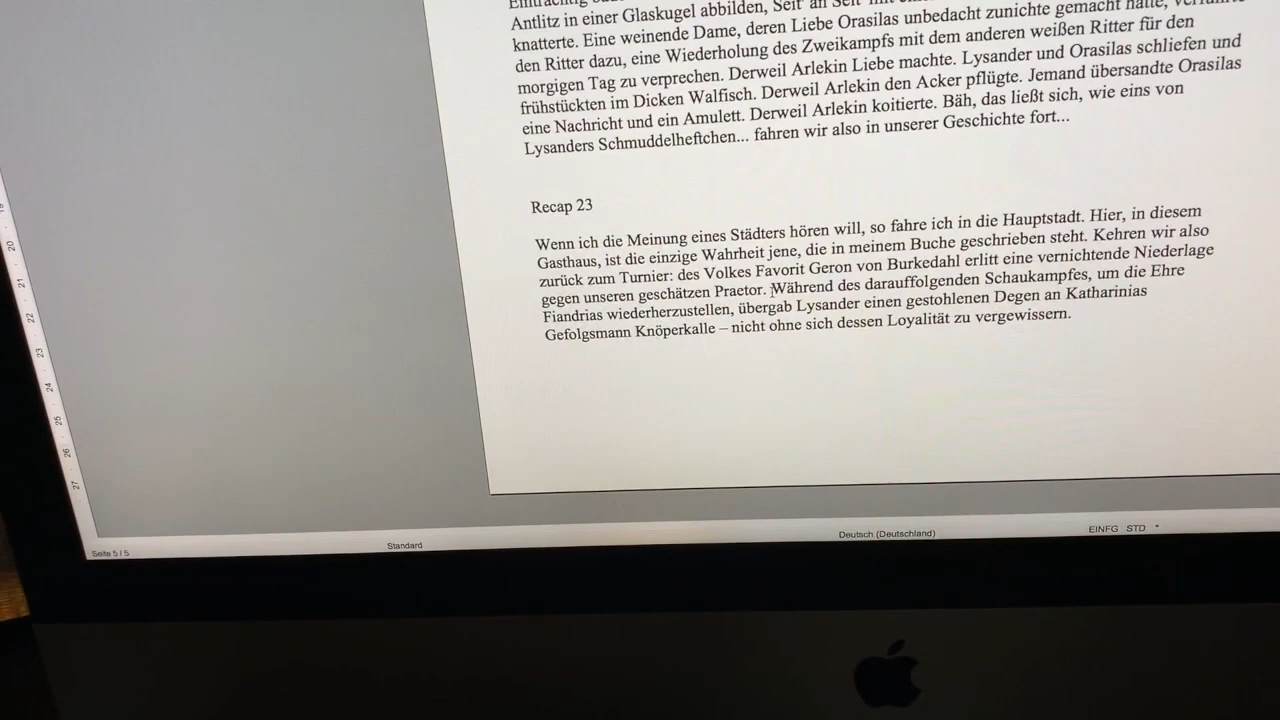 Antlitz in einer Glaskugel abbilden, Seit' an Seit' mit
knatterte. Eine weinende Dame, deren Liebe Orasilas unbedacht zunichte gemacht hatte,
den Ritter dazu, eine Wiederholung des Zweikampfs mit dem anderen weißen Ritter für den
morgigen Tag zu verprechen. Derweil Arlekin Liebe machte. Lysander und Orasilas schliefen und
frühstückten im Dicken Walfisch. Derweil Arlekin den Acker pflügte. Jemand übersandte Orasilas
eine Nachricht und ein Amulett. Derweil Arlekin koitierte. Bäh, das ließt sich, wie eins von
Lysanders Schmuddelheftchen... fahren wir also in unserer Geschichte fort...
Recap 23
Wenn ich die Meinung eines Städters hören will, so fahre ich in die Hauptstadt. Hier, in diesem
Gasthaus, ist die einzige Wahrheit jene, die in meinem Buche geschrieben steht. Kehren wir also
zurück zum Turnier: des Volkes Favorit Geron von Burkedahl erlitt eine vernichtende Niederlage
gegen unseren geschätzen Praetor. Während des darauffolgenden Schaukampfes, um die Ehre
Fiandrias wiederherzustellen, übergab Lysander einen gestohlenen Degen an Katharinias
Gefolgsmann Knöperkalle – nicht ohne sich dessen Loyalität zu vergewissern.
19
20
21
22
23
24
25
26
27
Seite 5 / 5
Standard
Deutsch (Deutschland)
EINFG STD *